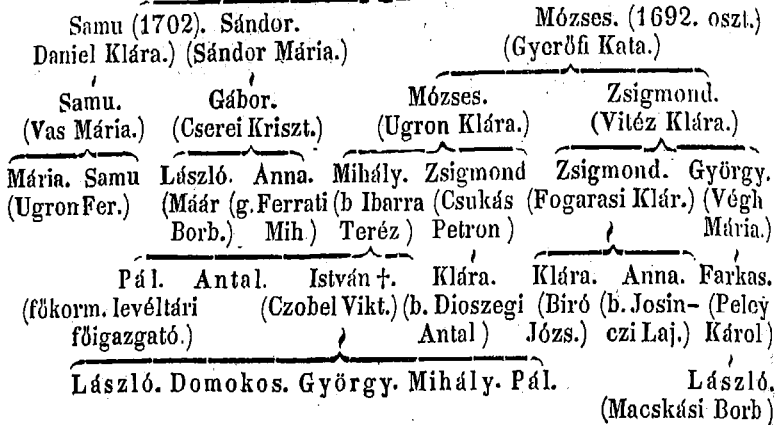 Samu (1702). Sándor. Mózses. (1692. oszt.)
Daniel Klára.) (Sándor Mária.) (Gyerőfi Kata.)
Samu. Gábor. Mózses. Zsigmond.
(Vas Mária.) (Cserei Kriszt.) (Ugron Klára.) (Vitéz Klára.)
Mária. Samu László. Anna. Mihály. Zsigmond Zsigmond. György.
(Ugron Fer.) (Máár (g. Ferrati (b Ibarra (Csukás (Fogarasi Klár.) (Végh
Borb.) Mih) Teréz) Petron) Mária.)
Pál. Antal. István †. Klára. Klára. Anna. Farkas.
(főkorm. levéltári (Czobel Vikt.) (b. Dioszegi (Biró (b. Josin- (Peley
főigazgató.) Antal) Józs.) czi Laj.) Károl)
László. Domokos. György. Mihály. Pál. László.
(Macskási Borb)